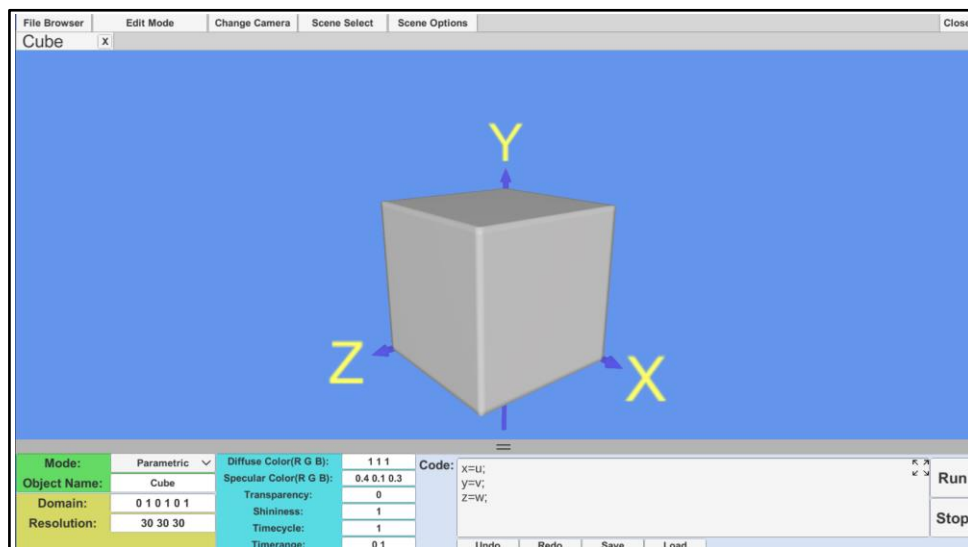 File Browser Edit Mode Change Camera Scene Select Scene Options Close
Cube X
Y
Z X
Mode: Parametric
Object Name: Cube
Domain: 0 1 0 1 0 1
Resolution: 30 30 30
Diffuse Color(R G B): 1 1 1
Specular Color(R G B): 0.4 0.1 0.3
Transparency: 0
Shininess: 1
Timecycle: 1
Timerange: 0 1
Code:
x=u;
y=v;
z=w;
Run
Stop
Undo Redo Save Load